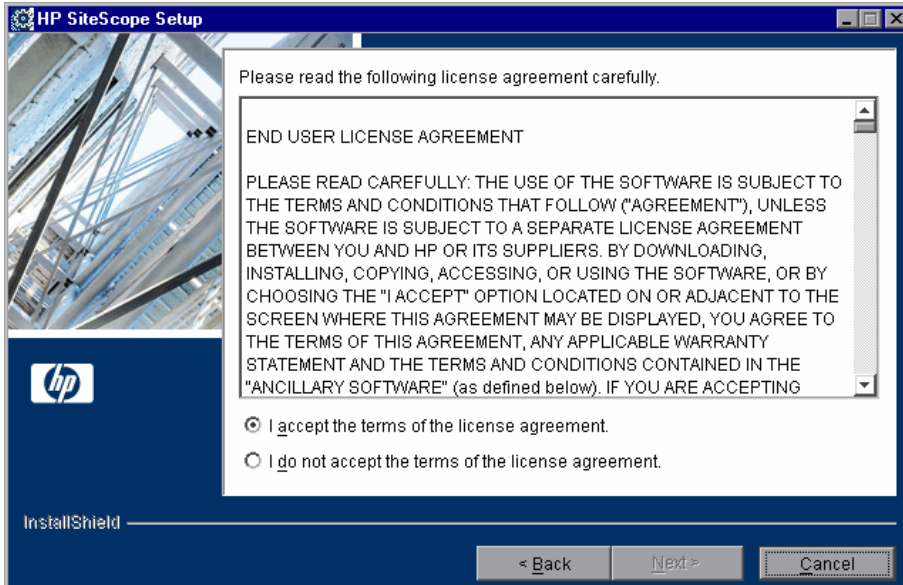 HP SiteScope Setup
Please read the following license agreement carefully.
END USER LICENSE AGREEMENT
PLEASE READ CAREFULLY: THE USE OF THE SOFTWARE IS SUBJECT TO
THE TERMS AND CONDITIONS THAT FOLLOW ("AGREEMENT"), UNLESS
THE SOFTWARE IS SUBJECT TO A SEPARATE LICENSE AGREEMENT
BETWEEN YOU AND HP OR ITS SUPPLIERS. BY DOWNLOADING,
INSTALLING, COPYING, ACCESSING, OR USING THE SOFTWARE, OR BY
CHOOSING THE "I ACCEPT" OPTION LOCATED ON OR ADJACENT TO THE
SCREEN WHERE THIS AGREEMENT MAY BE DISPLAYED, YOU AGREE TO
THE TERMS OF THIS AGREEMENT, ANY APPLICABLE WARRANTY
STATEMENT AND THE TERMS AND CONDITIONS CONTAINED IN THE
"ANCILLARY SOFTWARE" (as defined below). IF YOU ARE ACCEPTING
hp
I accept the terms of the license agreement.
I do not accept the terms of the license agreement.
InstallShield
< Back
Next >
Cancel